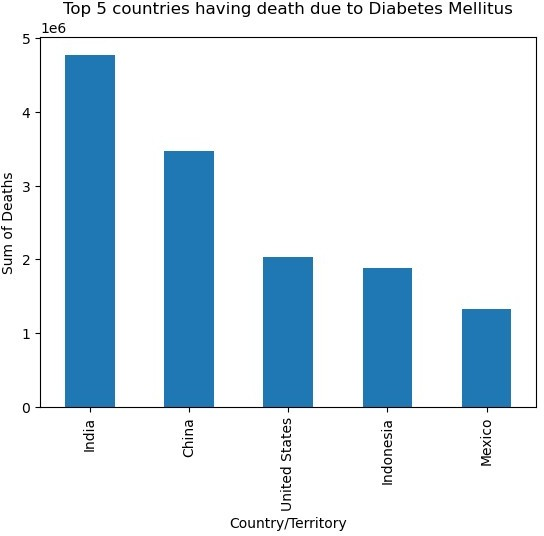 Top 5 countries having death due to Diabetes Mellitus
1e6
5
4
3
2
1
0
Sum of Deaths
India
China
United States
Indonesia
Mexico
Country/Territory